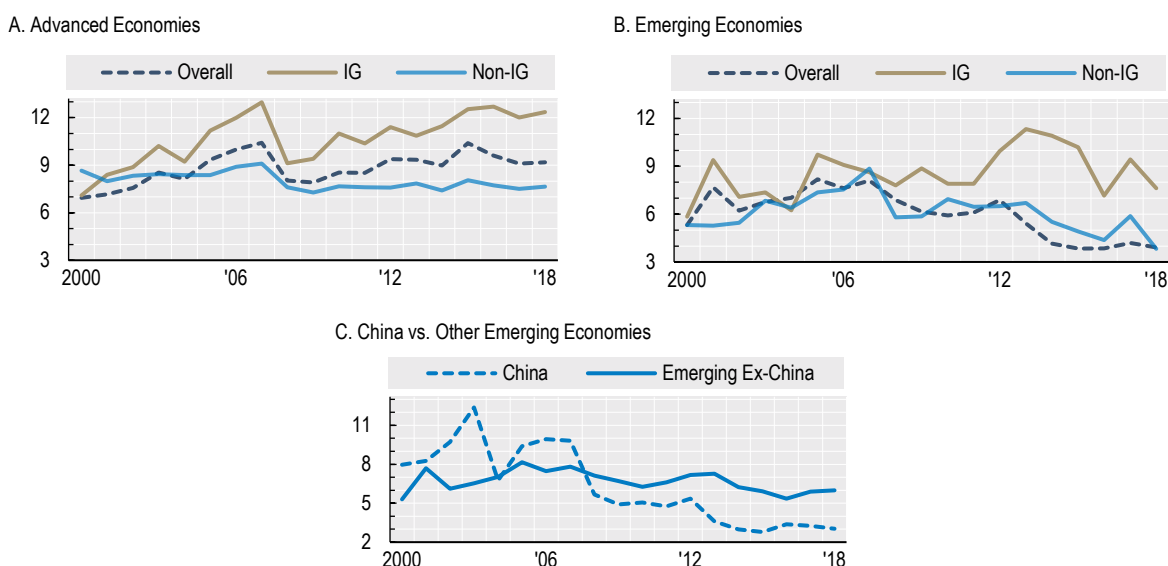 A. Advanced Economies
Overall IG Non-IG
12
9
6
3
2000 '06 '12 '18
B. Emerging Economies
Overall IG Non-IG
12
9
6
3
2000 '06 '12 '18
C. China vs. Other Emerging Economies
China Emerging Ex-China
11
8
5
2
2000 '06 '12 '18